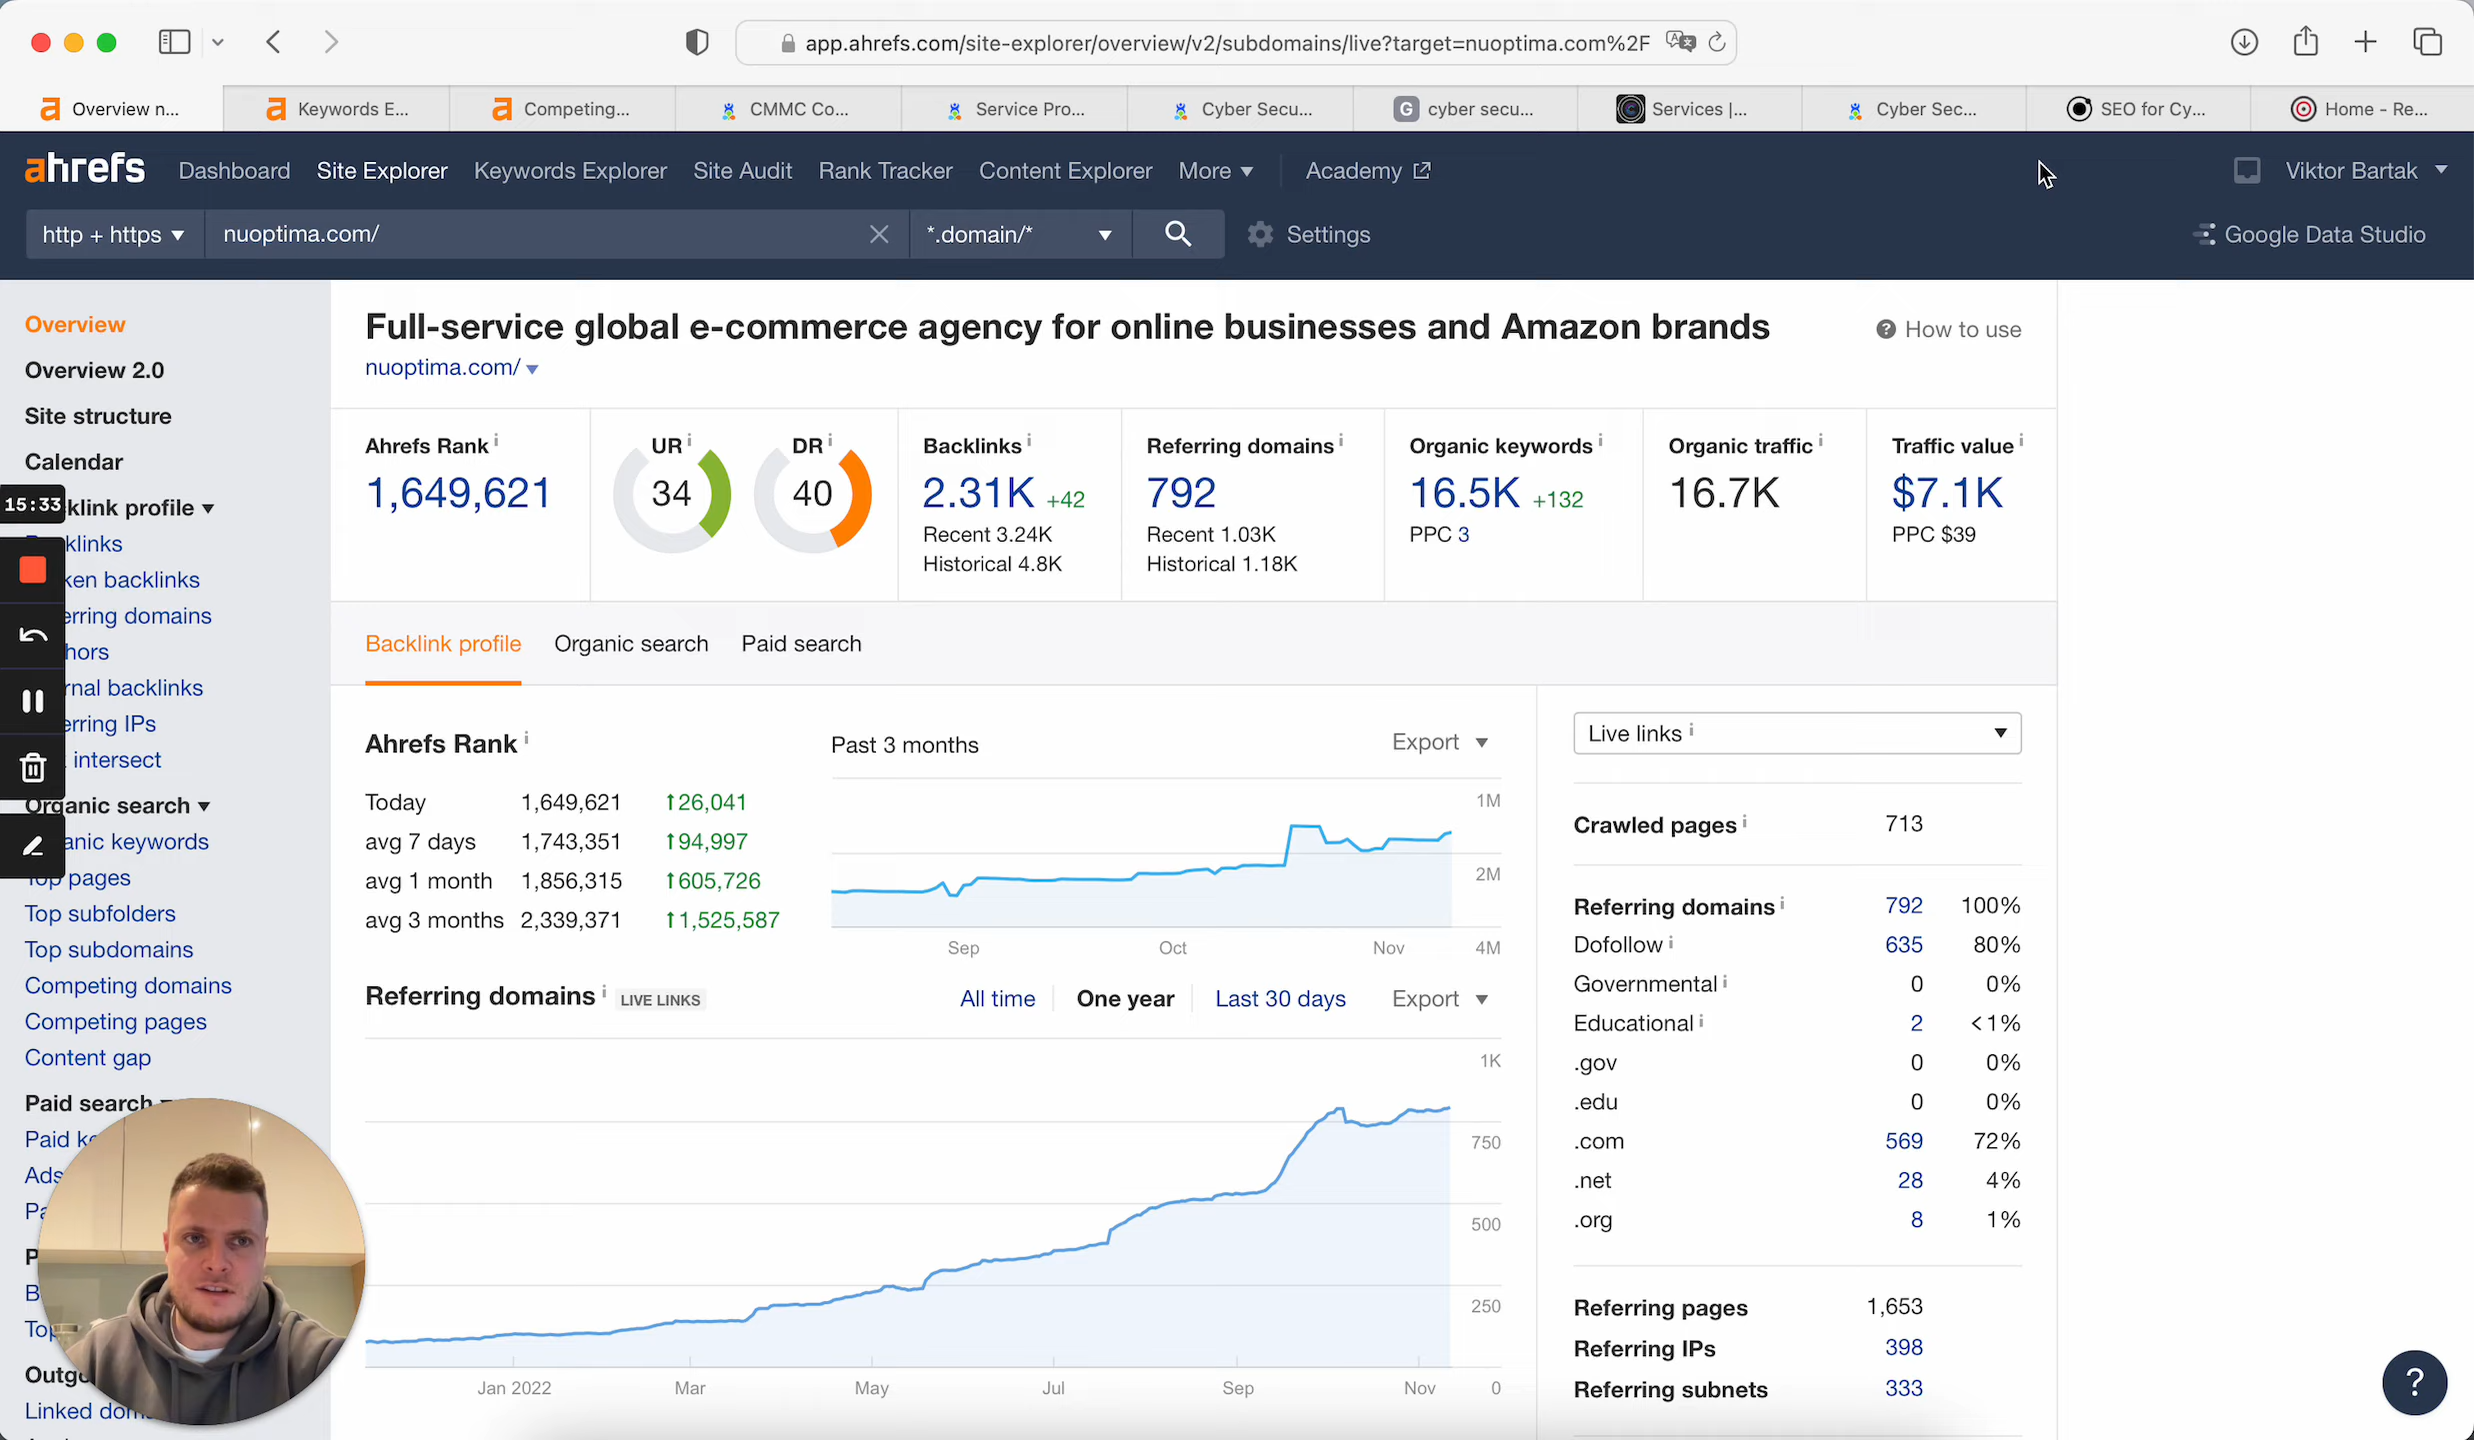 app.ahrefs.com/site-explorer/overview/v2/subdomains/live?target=nuoptima.com%2F
Overview n...
Keywords E...
Competing...
CMMC Co...
Service Pro...
Cyber Secu...
G cyber secu...
Services |...
Cyber Sec...
SEO for Cy...
Home - Re...
ahrefs Dashboard Site Explorer Keywords Explorer Site Audit Rank Tracker Content Explorer More Academy Viktor Bartak
http + https nuoptima.com/ *.domain/* Settings Google Data Studio
Overview
Overview 2.0
Site structure
Calendar
15:33
klink profile
klinks
ken backlinks
erring domains
hors
rnal backlinks
erring IPs
intersect
Organic search
anic keywords
Top pages
Top subfolders
Top subdomains
Competing domains
Competing pages
Content gap
Paid search
Paid ke
Ads
Pa
P
B
Top
Outgo
Linked dom
Full-service global e-commerce agency for online businesses and Amazon brands
How to use
nuoptima.com/
Ahrefs Rank i
1,649,621
UR i
34
DR i
40
Backlinks i
2.31K +42
Recent 3.24K
Historical 4.8K
Referring domains i
792
Recent 1.03K
Historical 1.18K
Organic keywords i
16.5K +132
PPC 3
Organic traffic i
16.7K
Traffic value i
$7.1K
PPC $39
Backlink profile Organic search Paid search
Ahrefs Rank i
Past 3 months
Export
Today 1,649,621 ↑26,041
avg 7 days 1,743,351 ↑94,997
avg 1 month 1,856,315 ↑605,726
avg 3 months 2,339,371 ↑1,525,587
1M
2M
4M
Sep Oct Nov
Referring domains i LIVE LINKS
All time One year Last 30 days Export
1K
750
500
250
0
Jan 2022 Mar May Jul Sep Nov
Live links i
Crawled pages i 713
Referring domains i 792 100%
Dofollow i 635 80%
Governmental i 0 0%
Educational i 2 <1%
.gov 0 0%
.edu 0 0%
.com 569 72%
.net 28 4%
.org 8 1%
Referring pages 1,653
Referring IPs 398
Referring subnets 333
?